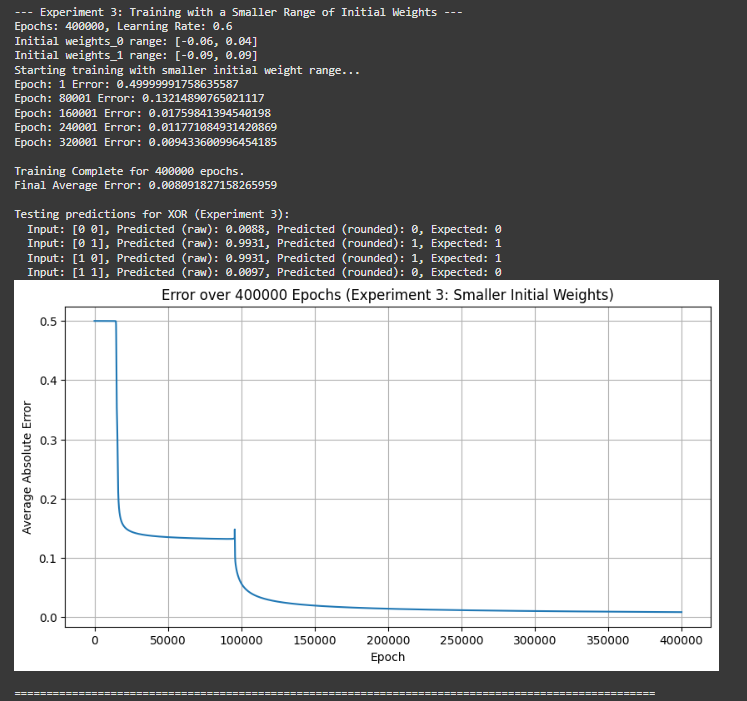 --- Experiment 3: Training with a Smaller Range of Initial Weights ---
Epochs: 400000, Learning Rate: 0.6
Initial weights_0 range: [-0.06, 0.04]
Initial weights_1 range: [-0.09, 0.09]
Starting training with smaller initial weight range...
Epoch: 1 Error: 0.49999991758635587
Epoch: 80001 Error: 0.13214890765021117
Epoch: 160001 Error: 0.01759841394540198
Epoch: 240001 Error: 0.011771084931420869
Epoch: 320001 Error: 0.009433600996454185
Training Complete for 400000 epochs.
Final Average Error: 0.008091827158265959
Testing predictions for XOR (Experiment 3):
Input: [0 0], Predicted (raw): 0.0088, Predicted (rounded): 0, Expected: 0
Input: [0 1], Predicted (raw): 0.9931, Predicted (rounded): 1, Expected: 1
Input: [1 0], Predicted (raw): 0.9931, Predicted (rounded): 1, Expected: 1
Input: [1 1], Predicted (raw): 0.0097, Predicted (rounded): 0, Expected: 0
Error over 400000 Epochs (Experiment 3: Smaller Initial Weights)
Average Absolute Error
0.5
0.4
0.3
0.2
0.1
0.0
0 50000 100000 150000 200000 250000 300000 350000 400000
Epoch
====================================================================================================